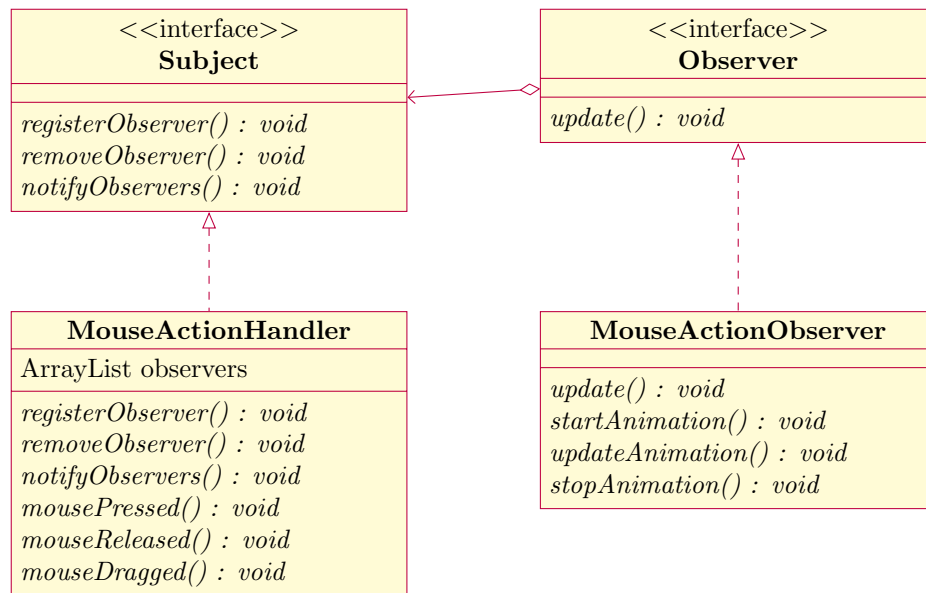 <<interface>>
Subject
registerObserver() : void
removeObserver() : void
notifyObservers() : void
<<interface>>
Observer
update() : void
MouseActionHandler
ArrayList observers
registerObserver() : void
removeObserver() : void
notifyObservers() : void
mousePressed() : void
mouseReleased() : void
mouseDragged() : void
MouseActionObserver
update() : void
startAnimation() : void
updateAnimation() : void
stopAnimation() : void